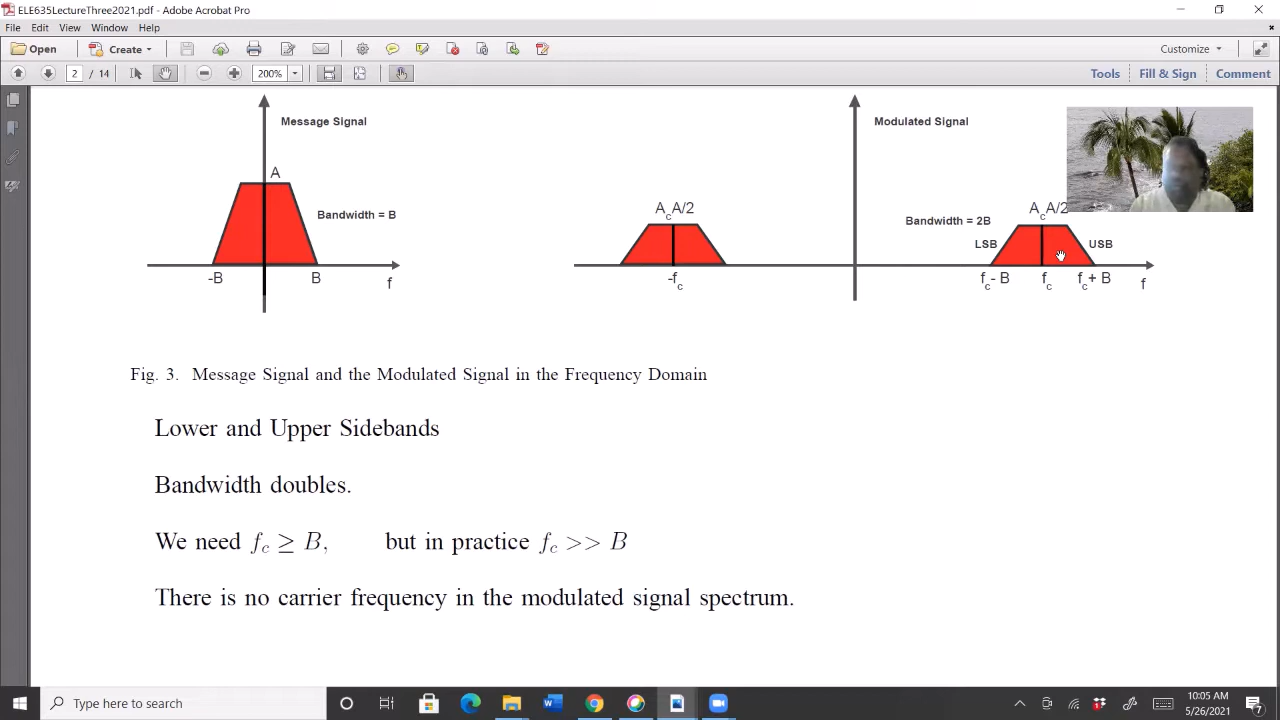 ELE635LectureThree2021.pdf - Adobe Acrobat Pro
File Edit View Window Help
Open Create Customize
2 / 14 200% Tools Fill & Sign Comment
Message Signal
A
Bandwidth = B
-B B f
Modulated Signal
AcA/2 AcA/2
Bandwidth = 2B
LSB USB
-fc fc- B fc fc+ B f
Fig. 3. Message Signal and the Modulated Signal in the Frequency Domain
Lower and Upper Sidebands
Bandwidth doubles.
We need fc ≥ B, but in practice fc >> B
There is no carrier frequency in the modulated signal spectrum.
Type here to search
10:05 AM
5/26/2021
7